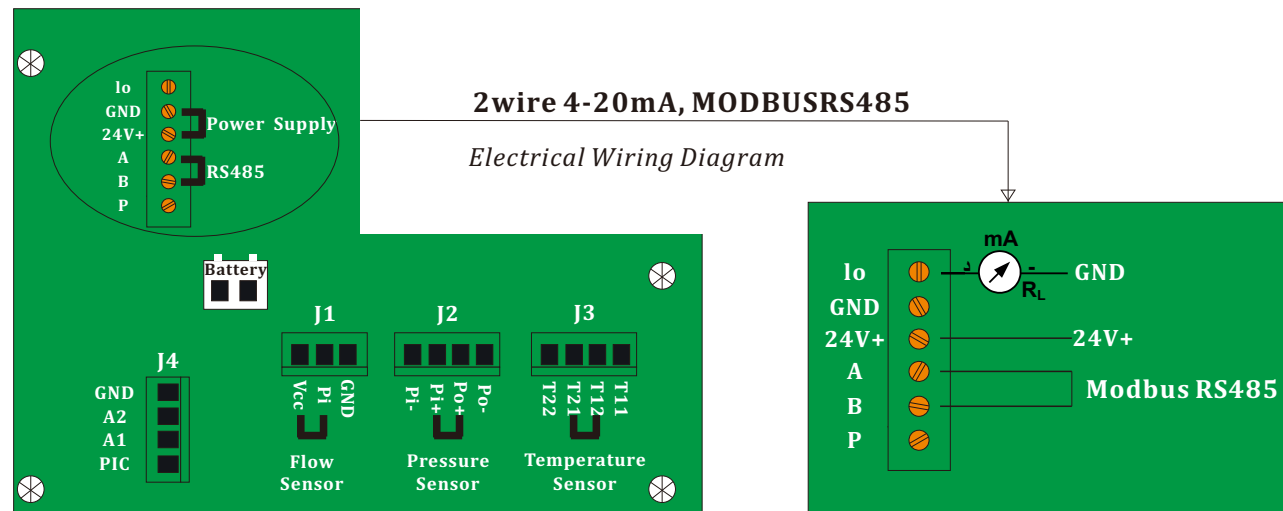 lo
GND
24V+
A
B
P
Power Supply
RS485
2wire 4-20mA, MODBUSRS485
Electrical Wiring Diagram
Battery
J4
GND
A2
A1
PIC
J1
Vcc
Pi
GND
Flow
Sensor
J2
Pi-
Pi+
Po+
Po-
Pressure
Sensor
J3
T22
T21
T12
T11
Temperature
Sensor
mA
lo
-
GND
RL
GND
24V+
24V+
A
B
Modbus RS485
P